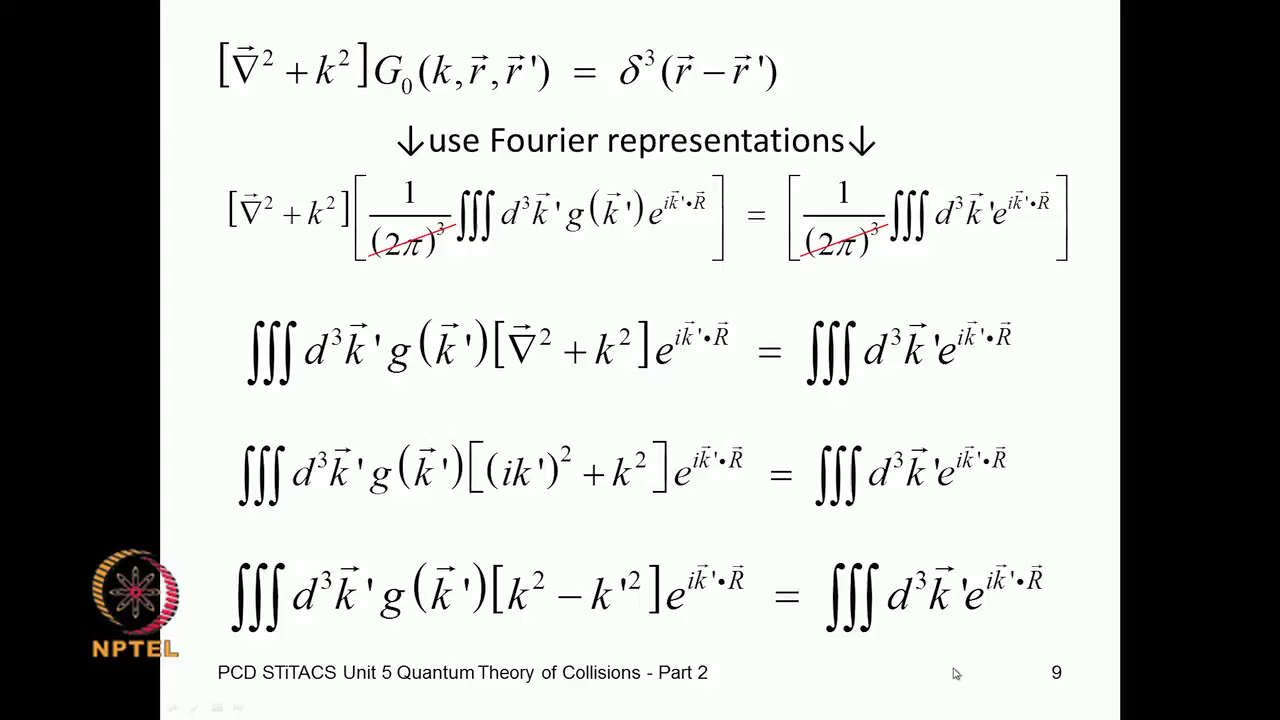 [∇⃗² + k²]G₀(k, r⃗, r⃗ ') = δ³(r⃗ − r⃗ ')
↓use Fourier representations↓
[∇⃗² + k²][1/(2π)³ ∭ d³k⃗ ' g(k⃗ ') e^{ik⃗ '•R⃗}] = [1/(2π)³ ∭ d³k⃗ ' e^{ik⃗ '•R⃗}]
∭ d³k⃗ ' g(k⃗ ')[∇⃗² + k²] e^{ik⃗ '•R⃗} = ∭ d³k⃗ ' e^{ik⃗ '•R⃗}
∭ d³k⃗ ' g(k⃗ ')[(ik ')² + k²] e^{ik⃗ '•R⃗} = ∭ d³k⃗ ' e^{ik⃗ '•R⃗}
∭ d³k⃗ ' g(k⃗ ')[k² − k '²] e^{ik⃗ '•R⃗} = ∭ d³k⃗ ' e^{ik⃗ '•R⃗}
NPTEL
PCD STiTACS Unit 5 Quantum Theory of Collisions - Part 2 9